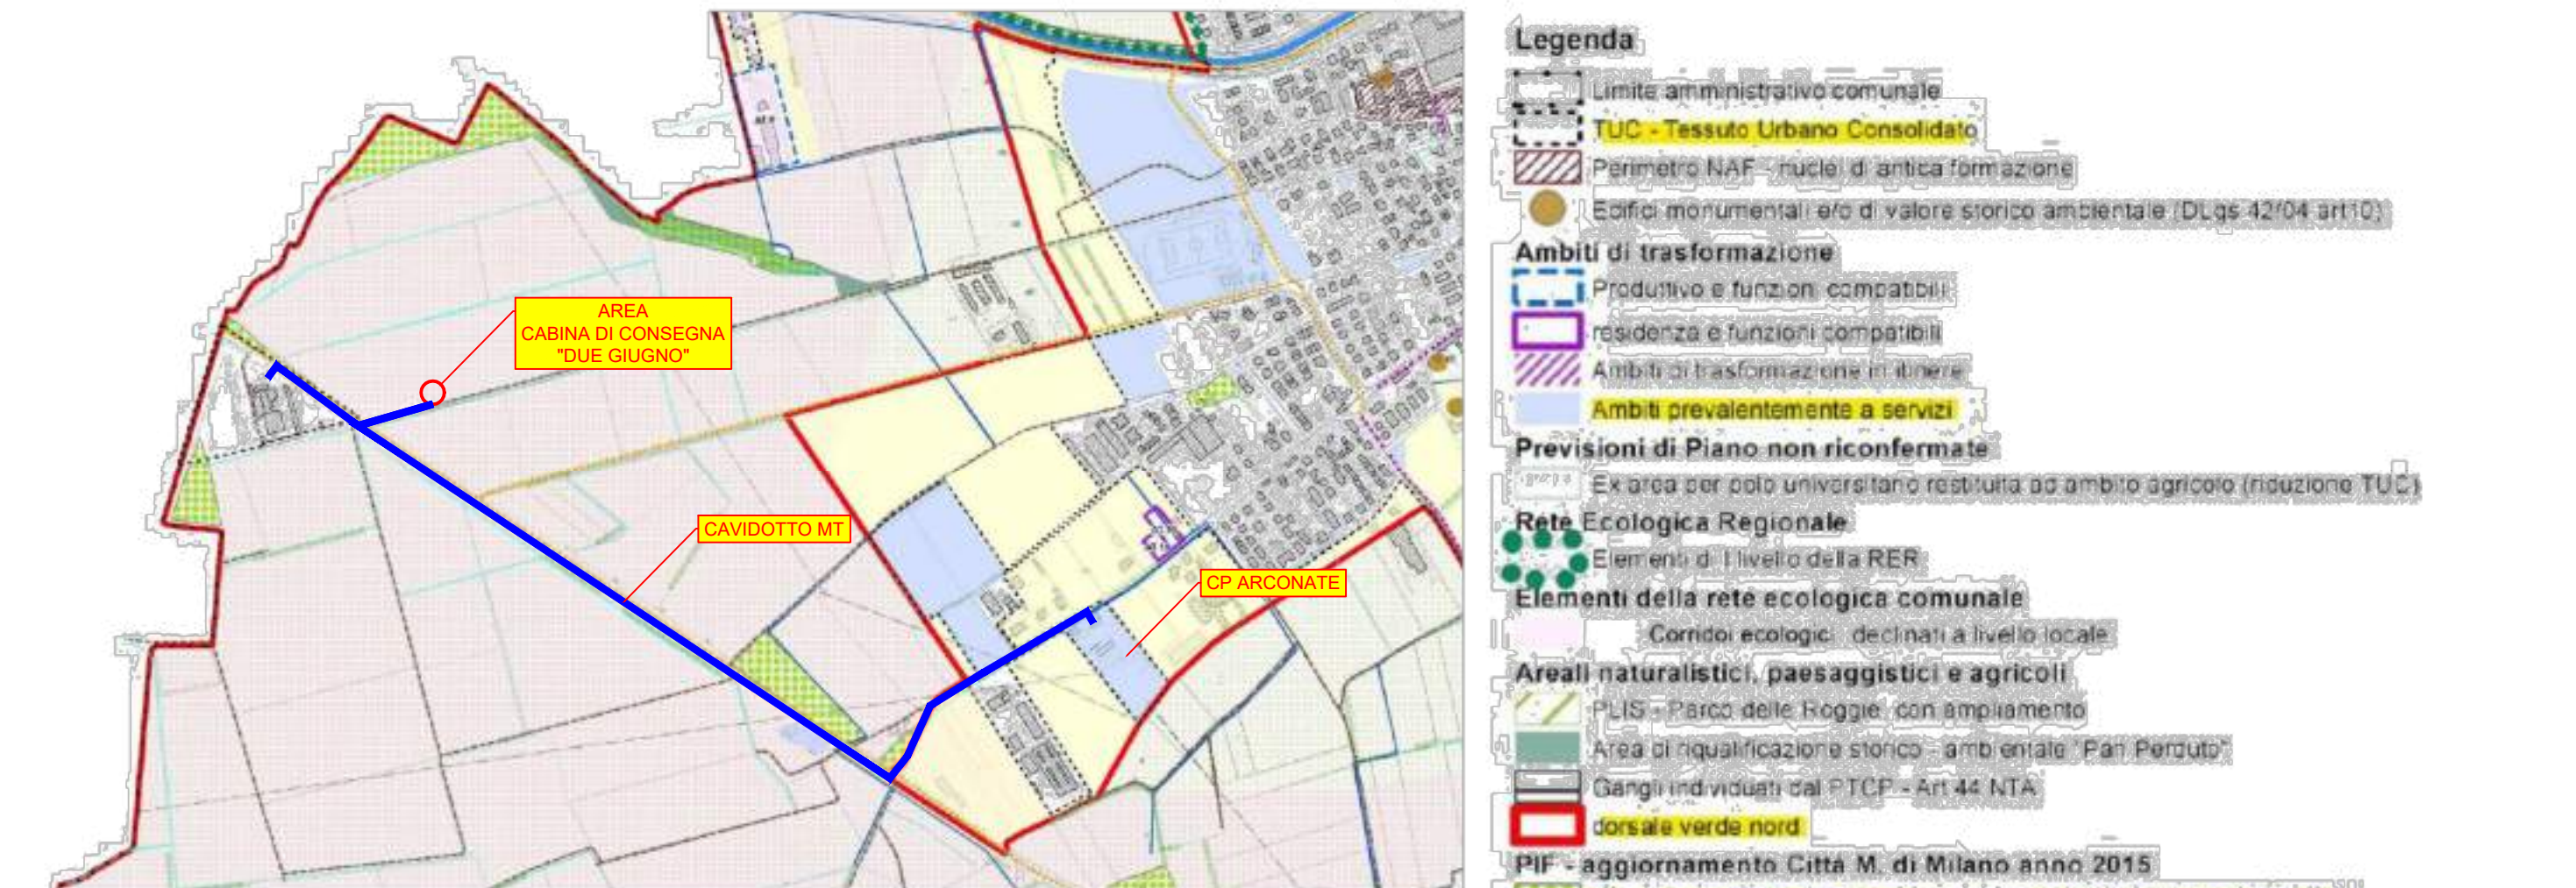 AREA
CABINA DI CONSEGNA
"DUE GIUGNO"
CAVIDOTTO MT
CP ARCONATE
Legenda
Limite amministrativo comunale
TUC - Tessuto Urbano Consolidato
Perimetro NAF - nuclei di antica formazione
Edifici monumentali e/o di valore storico ambientale (DLgs 42/04 art10)
Ambiti di trasformazione
Produttivo e funzioni compatibili
residenza e funzioni compatibili
Ambiti di trasformazione in itinere
Ambiti prevalentemente a servizi
Previsioni di Piano non riconfermate
Ex area per polo universitario restituita ad ambito agricolo (riduzione TUC)
Rete Ecologica Regionale
Elementi di I livello della RER
Elementi della rete ecologica comunale
Corridoi ecologici declinati a livello locale
Areali naturalistici, paesaggistici e agricoli
PLIS - Parco delle Roggie con ampliamento
Area di riqualificazione storico - ambientale "Pan Perduto"
Gangli individuati dal PTCP - Art 44 NTA
dorsale verde nord
PIF - aggiornamento Città M. di Milano anno 2015